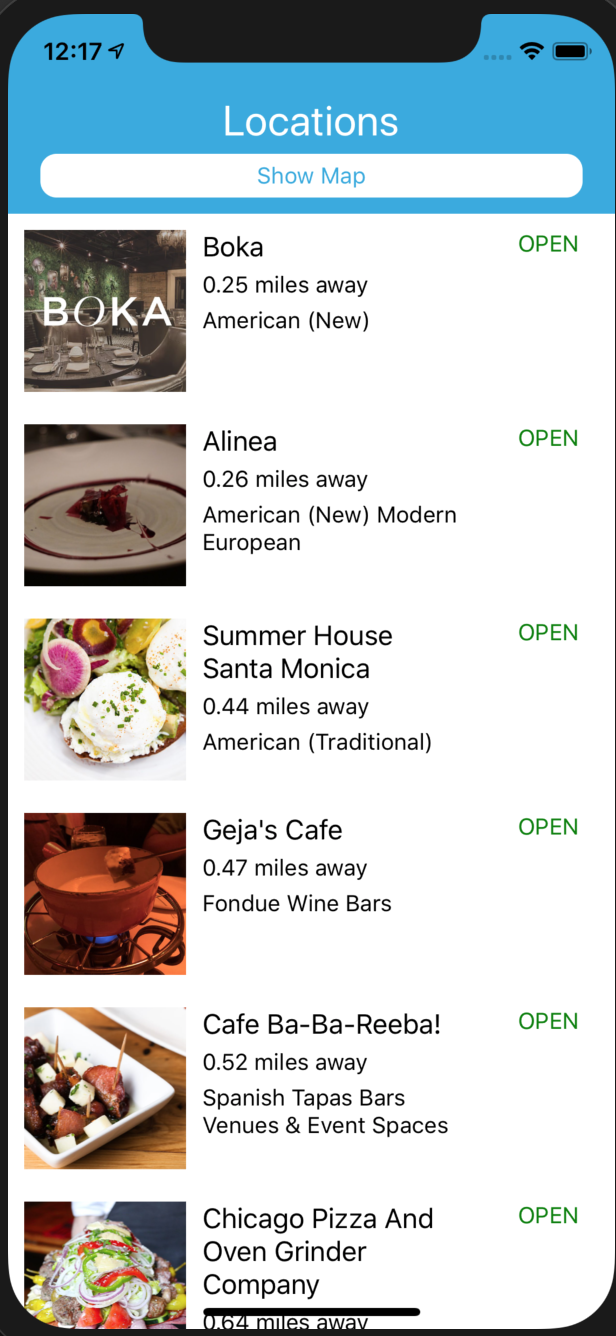 12:17
Locations
Show Map
BOKA
Boka
OPEN
0.25 miles away
American (New)
Alinea
OPEN
0.26 miles away
American (New) Modern
European
Summer House
OPEN
Santa Monica
0.44 miles away
American (Traditional)
Geja's Cafe
OPEN
0.47 miles away
Fondue Wine Bars
Cafe Ba-Ba-Reeba!
OPEN
0.52 miles away
Spanish Tapas Bars
Venues & Event Spaces
Chicago Pizza And
OPEN
Oven Grinder
Company
0.64 miles away